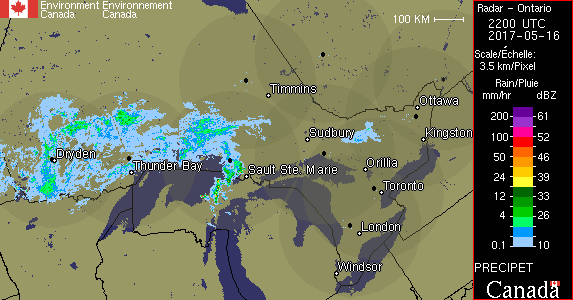 Environment Environnement
Canada Canada
100 KM
Timmins
Ottawa
Sudbury
Kingston
Dryden
Thunder Bay
Sault Ste. Marie
Orillia
Toronto
London
Windsor
Radar - Ontario
2200 UTC
2017-05-16
Scale/Échelle:
3.5 km/Pixel
Rain/Pluie
mm/hr dBZ
200 61
100 52
50 46
24 39
12 33
4 26
0.1 10
PRECIPET
Canada